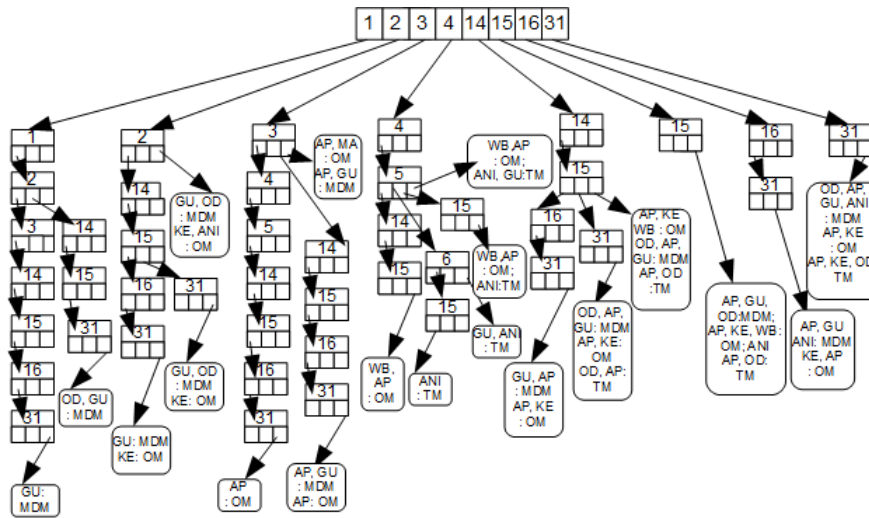 1 2 3 4 14 15 16 31
1
2
3
14
15
16
31
GU:
MDM
14
15
31
OD, GU
: MDM
2
14
15
16
31
GU: MDM
KE: OM
31
GU, OD
: MDM
KE: OM
GU, OD
: MDM
KE, ANI
: OM
3
4
5
14
15
16
31
AP
: OM
14
15
16
31
AP, GU
: MDM
AP: OM
AP, MA
: OM
AP, GU
: MDM
4
5
14
15
WB,
AP
: OM
6
15
ANI
: TM
GU, ANI
: TM
15
WB,AP
: OM;
ANI:TM
WB,AP
: OM;
ANI, GU:TM
14
15
16
31
GU, AP
: MDM
AP, KE
: OM
31
OD, AP,
GU: MDM
AP, KE:
OM
OD, AP:
TM
AP, KE
WB : OM
OD, AP,
GU: MDM
AP, OD
:TM
15
AP, GU,
OD:MDM;
AP, KE, WB:
OM;ANI
AP, OD:
TM
16
31
AP, GU
ANI: MDM
KE, AP
: OM
31
OD, AP,
GU, ANI
: MDM
AP, KE
: OM
AP, KE, OD
TM